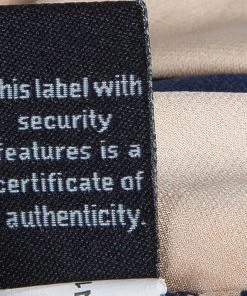 his label with
security
features is a
certificate of
authenticity.